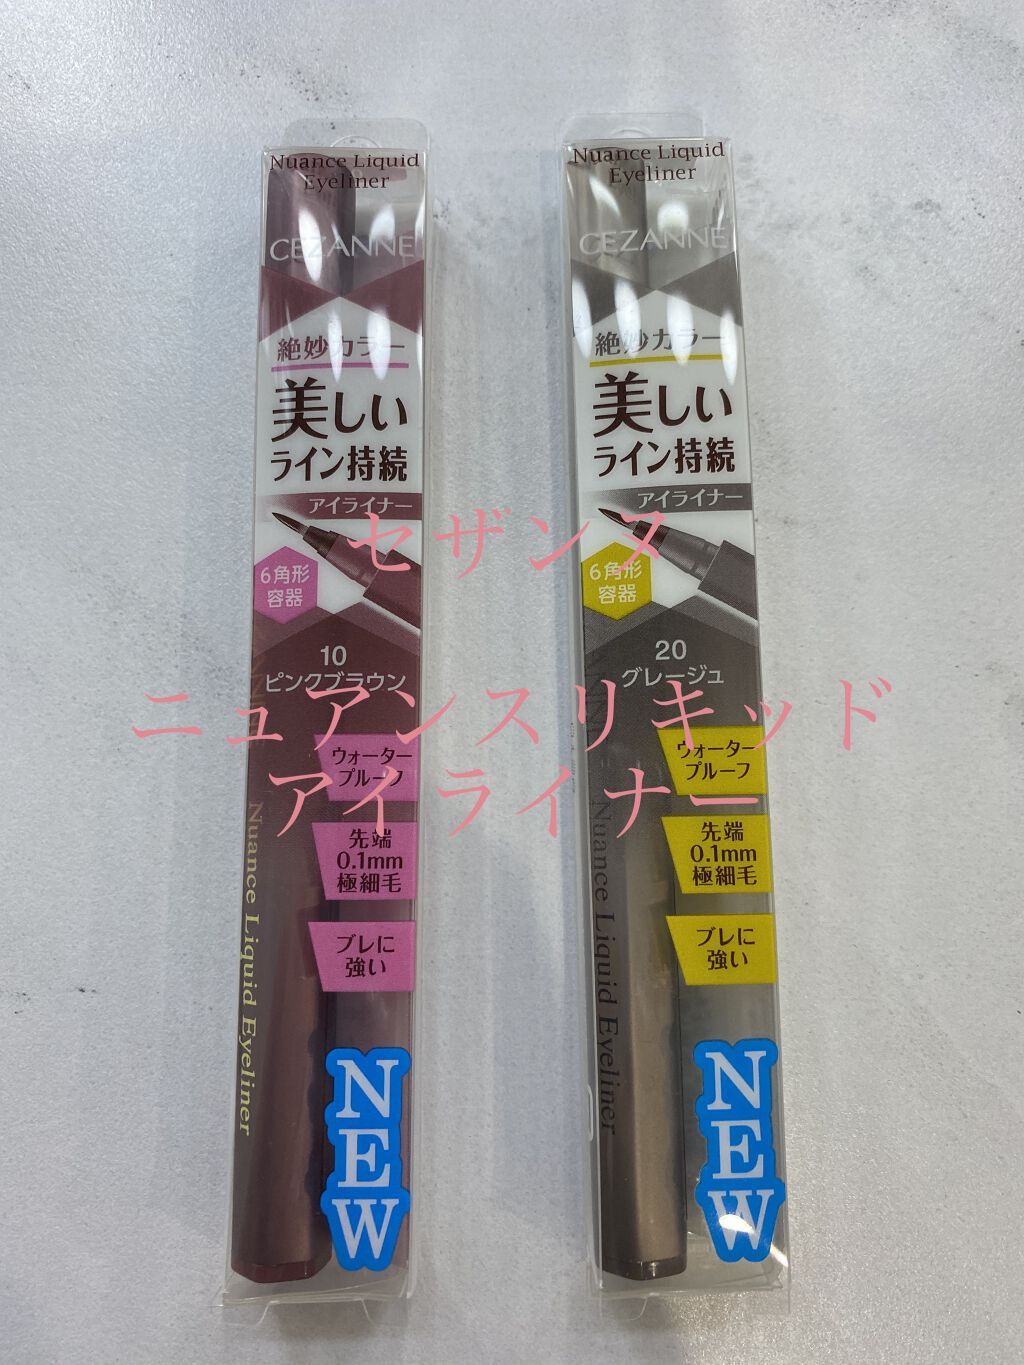 Nuance Liquid
Eyeliner
CEZANNE
絶妙カラー
美しい
ライン持続
アイライナー
6角形
容器
10
ピンクブラウン
ウォーター
プルーフ
先端
0.1mm
極細毛
ブレに
強い
Nuance Liquid Eyeliner
NEW
Nuance Liquid
Eyeliner
CEZANNE
絶妙カラー
美しい
ライン持続
アイライナー
6角形
容器
20
グレージュ
ウォーター
プルーフ
先端
0.1mm
極細毛
ブレに
強い
Nuance Liquid Eyeliner
NEW
セザンヌ
ニュアンスリキッド
アイライナー